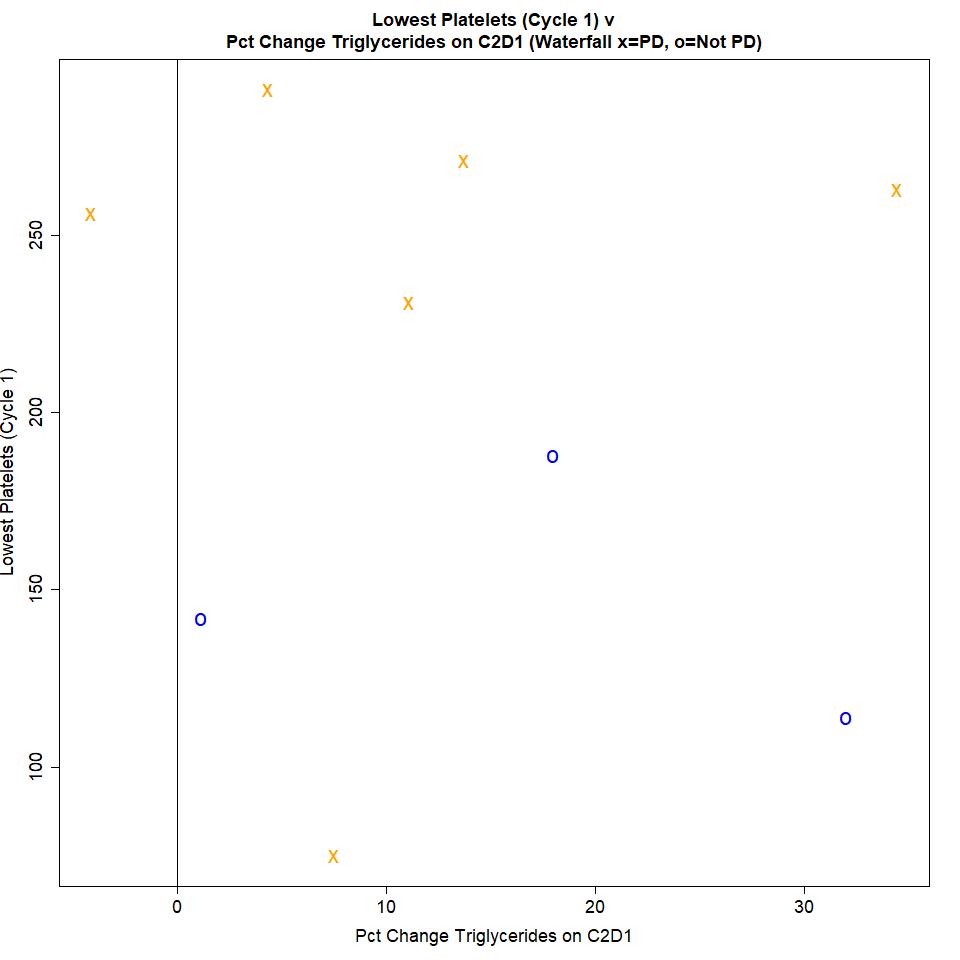 Lowest Platelets (Cycle 1) v
Pct Change Triglycerides on C2D1 (Waterfall x=PD, o=Not PD)
X
X
X
X
250
X
Lowest Platelets (Cycle 1)
200
O
150
O
O
100
X
0 10 20 30
Pct Change Triglycerides on C2D1